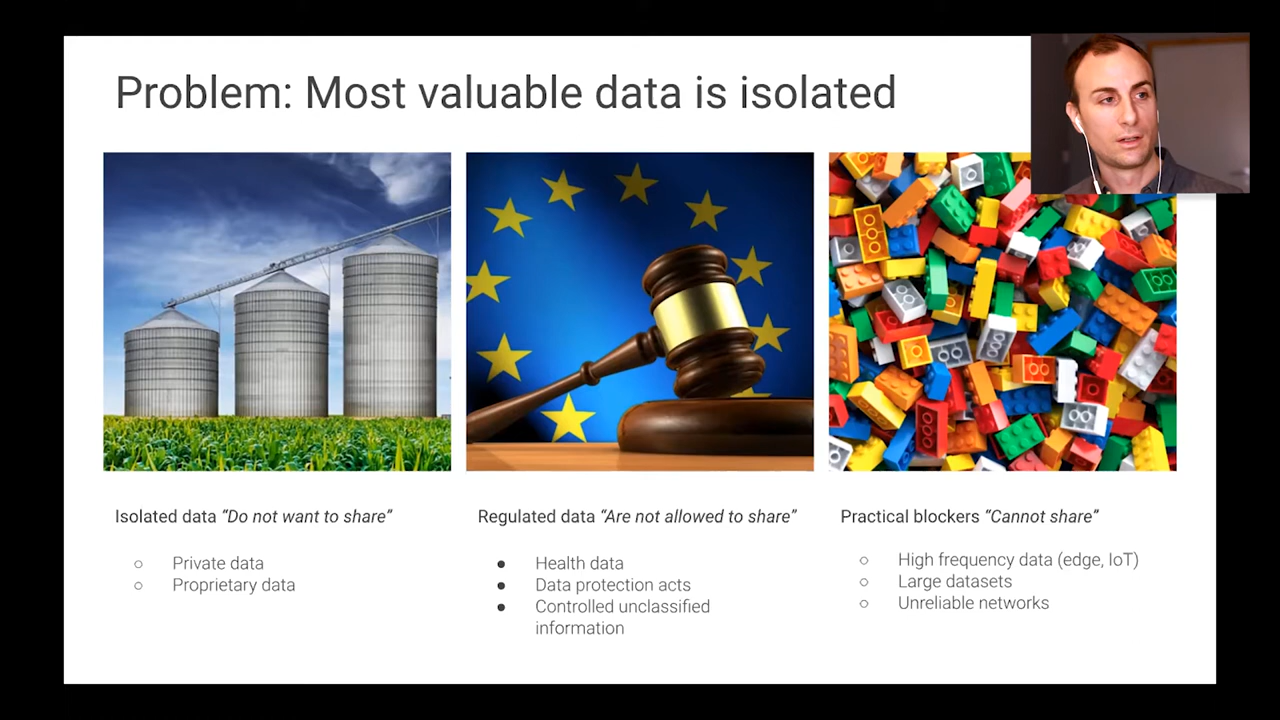 Problem: Most valuable data is isolated
Isolated data “Do not want to share”
Private data
Proprietary data
Regulated data “Are not allowed to share”
Health data
Data protection acts
Controlled unclassified
information
Practical blockers “Cannot share”
High frequency data (edge, IoT)
Large datasets
Unreliable networks